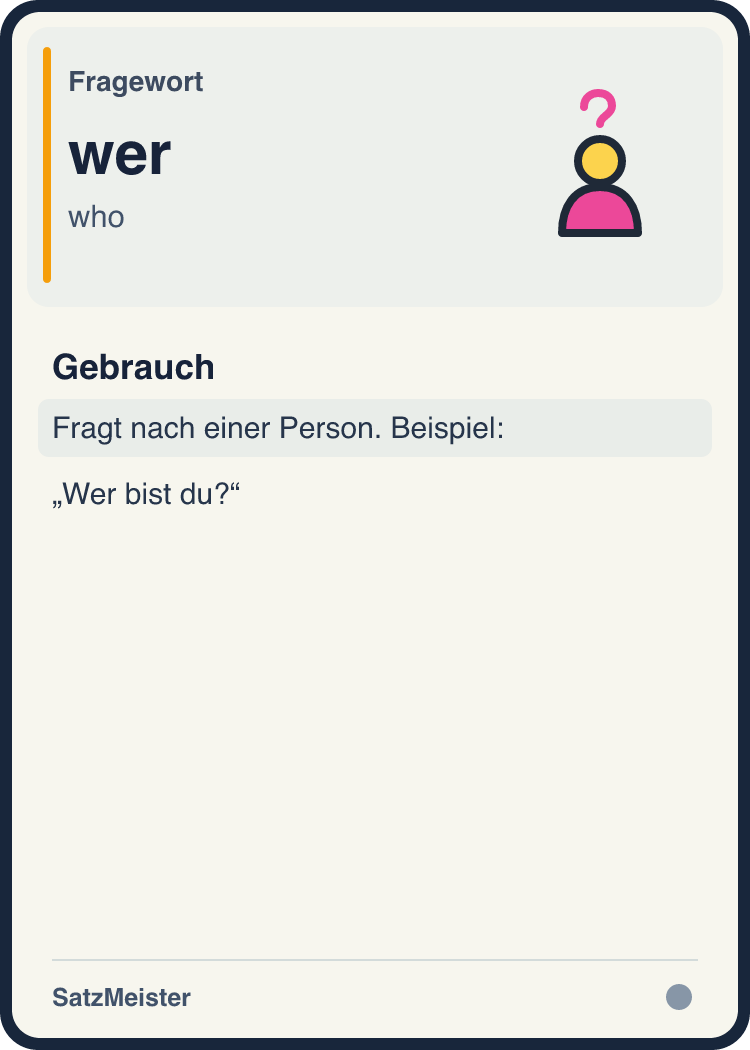 Fragewort
wer
who
?
Gebrauch
Fragt nach einer Person. Beispiel:
„Wer bist du?“
SatzMeister